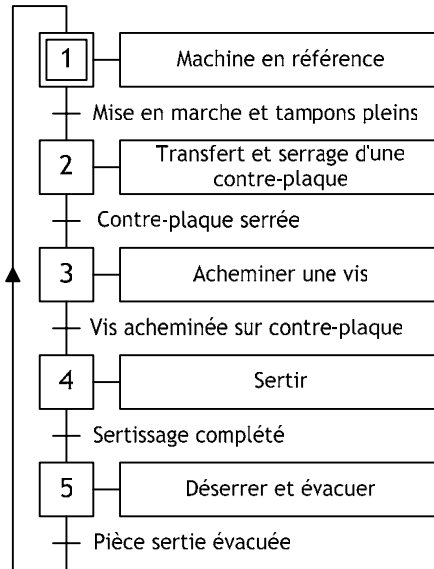 1
Machine en référence
Mise en marche et tampons pleins
2
Transfert et serrage d'une
contre-plaque
Contre-plaque serrée
3
Acheminer une vis
Vis acheminée sur contre-plaque
4
Sertir
Sertissage complété
5
Déserrer et évacuer
Pièce sertie évacuée